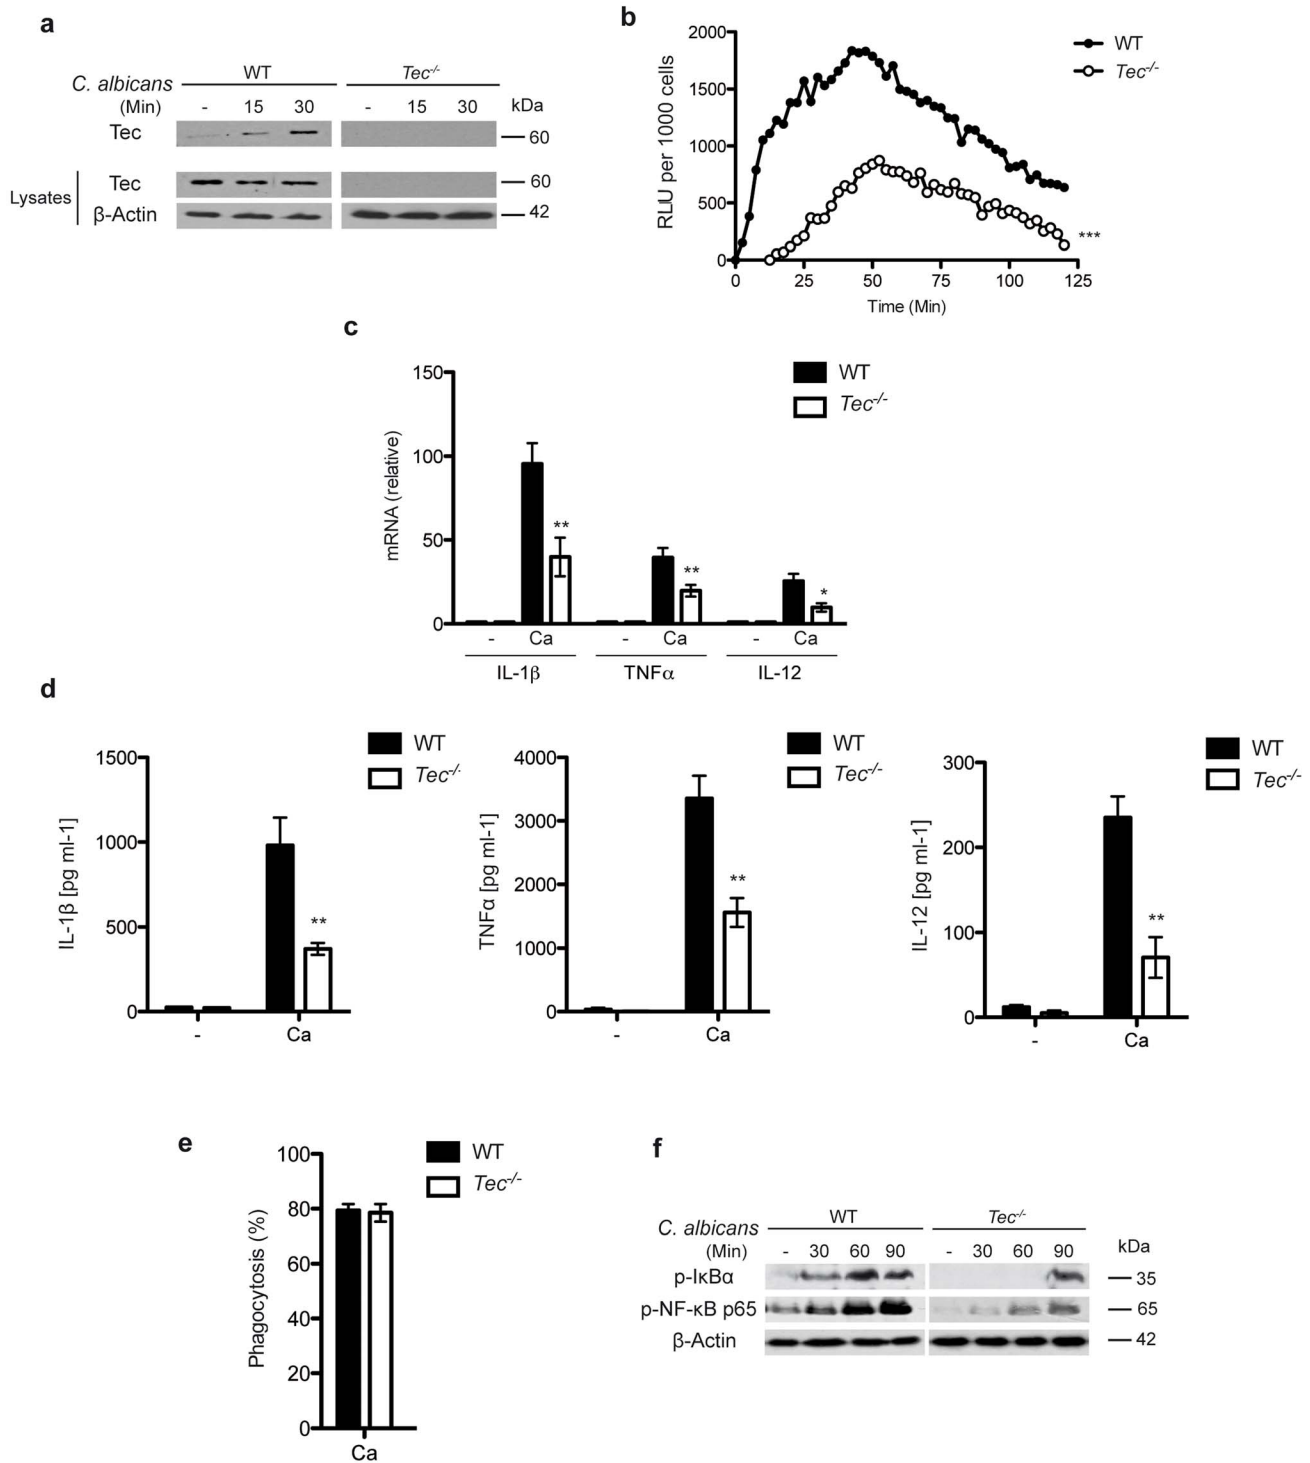 a
C. albicans
WT
Tec-/-
(Min)
- 15 30
- 15 30
kDa
Tec
60
Lysates
Tec
60
β-Actin
42
b
RLU per 1000 cells
2000
1500
1000
500
0
0 25 50 75 100 125
Time (Min)
WT
Tec-/-
***
c
mRNA (relative)
150
100
50
0
WT
Tec-/-
** ** *
- Ca - Ca - Ca
IL-1β TNFα IL-12
d
IL-1β [pg ml-1]
1500
1000
500
0
WT
Tec-/-
**
- Ca
TNFα [pg ml-1]
4000
3000
2000
1000
0
WT
Tec-/-
**
- Ca
IL-12 [pg ml-1]
300
200
100
0
WT
Tec-/-
**
- Ca
e
Phagocytosis (%)
100
80
60
40
20
0
WT
Tec-/-
Ca
f
C. albicans
WT
Tec-/-
(Min)
- 30 60 90
- 30 60 90
kDa
p-IκBα
35
p-NF-κB p65
65
β-Actin
42